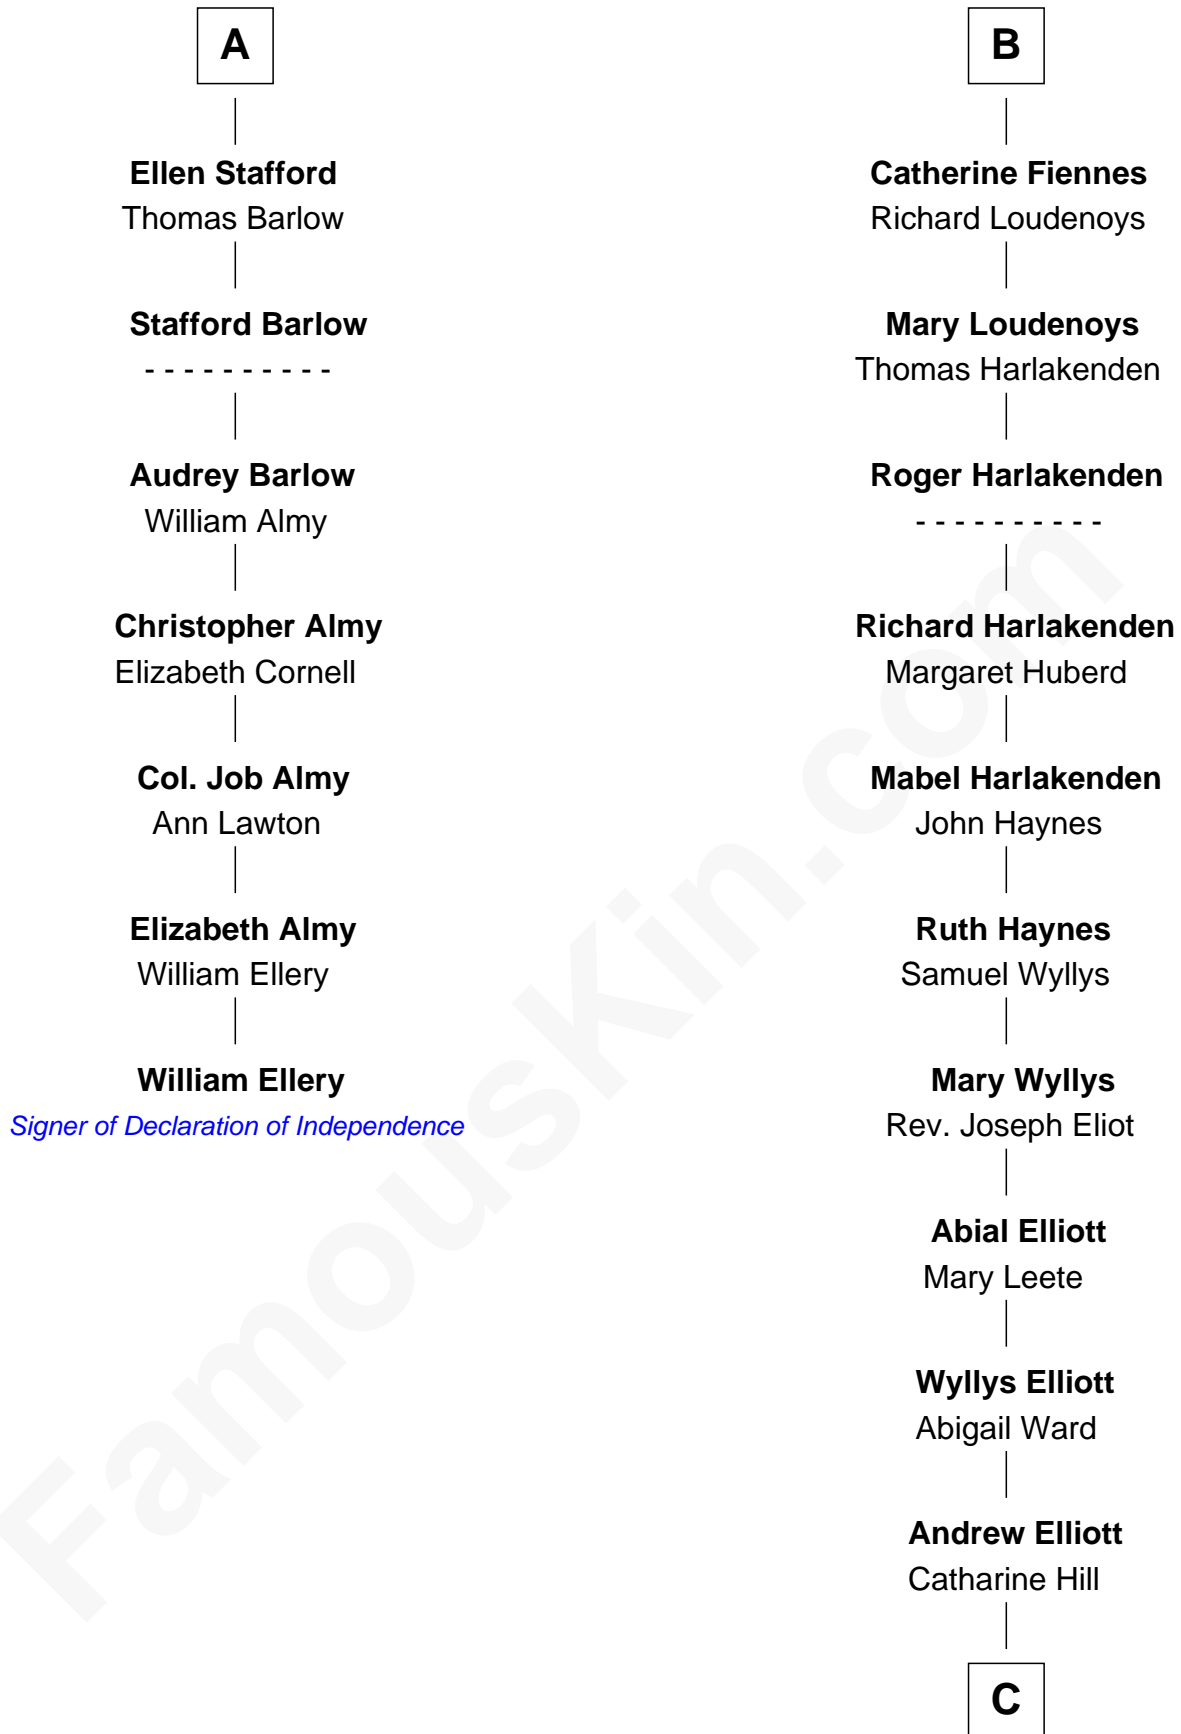 A
Ellen Stafford
Thomas Barlow
Stafford Barlow
- - - - - - - - - -
Audrey Barlow
William Almy
Christopher Almy
Elizabeth Cornell
Col. Job Almy
Ann Lawton
Elizabeth Almy
William Ellery
William Ellery
Signer of Declaration of Independence
B
Catherine Fiennes
Richard Loudenoys
Mary Loudenoys
Thomas Harlakenden
Roger Harlakenden
- - - - - - - - - -
Richard Harlakenden
Margaret Huberd
Mabel Harlakenden
John Haynes
Ruth Haynes
Samuel Wyllys
Mary Wyllys
Rev. Joseph Eliot
Abial Elliott
Mary Leete
Wyllys Elliott
Abigail Ward
Andrew Elliott
Catharine Hill
C
FamousKin.com